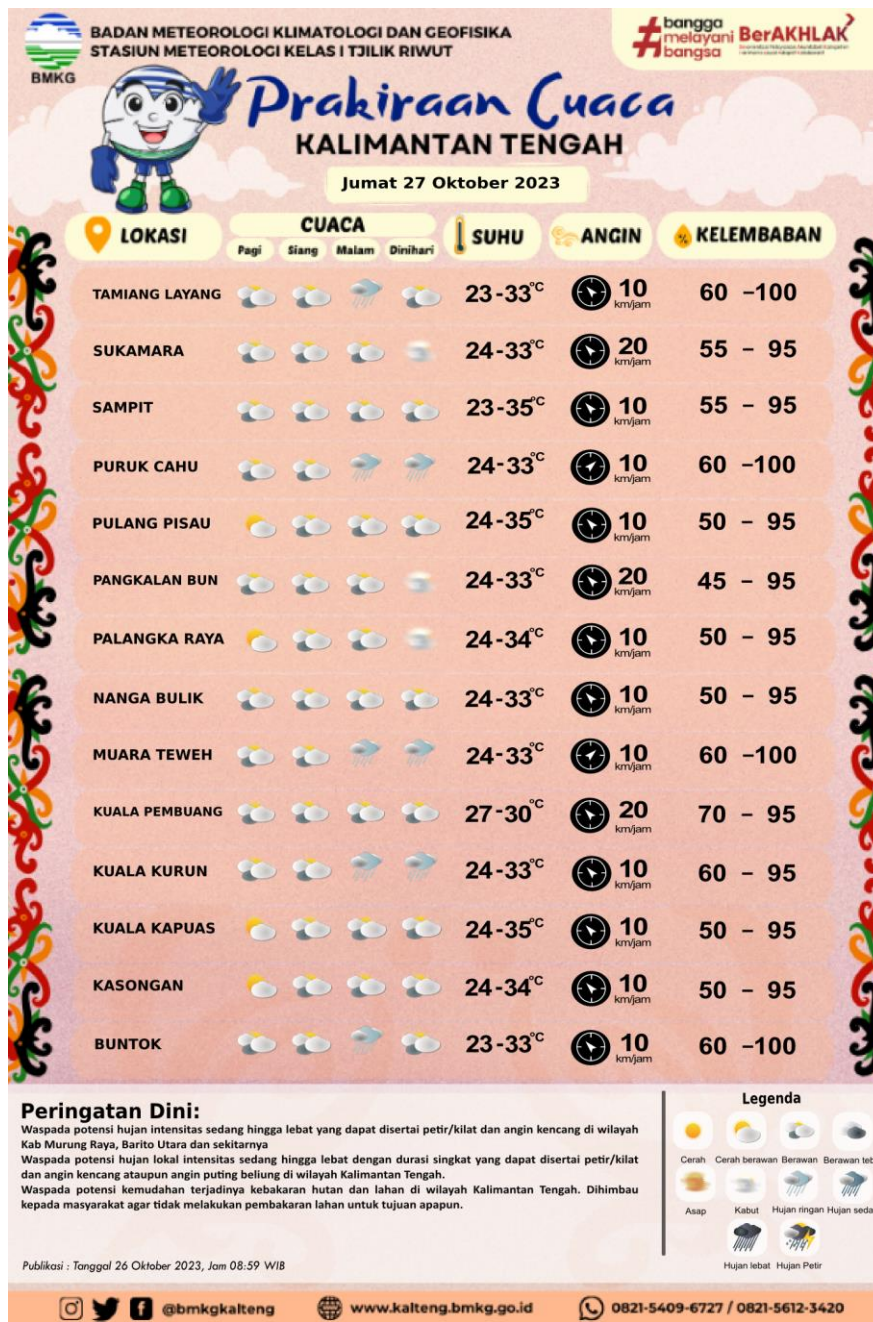 BADAN METEOROLOGI KLIMATOLOGI DAN GEOFISIKA
STASIUN METEOROLOGI KELAS I TJILIK RIWUT
BMKG
# bangga melayani bangsa
BerAKHLAK
Prakiraan Cuaca
KALIMANTAN TENGAH
Jumat 27 Oktober 2023
LOKASI CUACA SUHU ANGIN KELEMBABAN
Pagi Siang Malam Dinihari
TAMIANG LAYANG 23-33°C 10 km/jam 60 –100
SUKAMARA 24-33°C 20 km/jam 55 – 95
SAMPIT 23-35°C 10 km/jam 55 – 95
PURUK CAHU 24-33°C 10 km/jam 60 –100
PULANG PISAU 24-35°C 10 km/jam 50 – 95
PANGKALAN BUN 24-33°C 20 km/jam 45 – 95
PALANGKA RAYA 24-34°C 10 km/jam 50 – 95
NANGA BULIK 24-33°C 10 km/jam 50 – 95
MUARA TEWEH 24-33°C 10 km/jam 60 –100
KUALA PEMBUANG 27-30°C 20 km/jam 70 – 95
KUALA KURUN 24-33°C 10 km/jam 60 – 95
KUALA KAPUAS 24-35°C 10 km/jam 50 – 95
KASONGAN 24-34°C 10 km/jam 50 – 95
BUNTOK 23-33°C 10 km/jam 60 –100
Peringatan Dini:
Waspada potensi hujan intensitas sedang hingga lebat yang dapat disertai petir/kilat dan angin kencang di wilayah
Kab Murung Raya, Barito Utara dan sekitarnya
Waspada potensi hujan lokal intensitas sedang hingga lebat dengan durasi singkat yang dapat disertai petir/kilat
dan angin kencang ataupun angin puting beliung di wilayah Kalimantan Tengah.
Waspada potensi kemudahan terjadinya kebakaran hutan dan lahan di wilayah Kalimantan Tengah. Dihimbau
kepada masyarakat agar tidak melakukan pembakaran lahan untuk tujuan apapun.
Publikasi : Tanggal 26 Oktober 2023, Jam 08:59 WIB
Legenda
Cerah Cerah berawan Berawan Berawan teb
Asap Kabut Hujan ringan Hujan seda
Hujan lebat Hujan Petir
@bmkgkalteng www.kalteng.bmkg.go.id 0821-5409-6727 / 0821-5612-3420